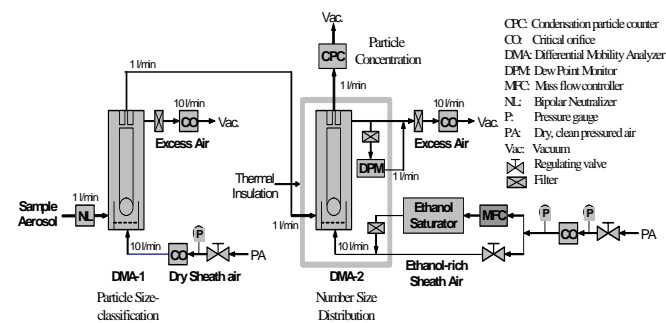 Vac.
CPC
Particle
Concentration
1 l/min
1 l/min
10 l/min
CO
Vac.
Excess Air
10 l/min
CO
Vac.
Excess Air
DPM
1 l/min
Thermal
Insulation
Sample
Aerosol
1 l/min
NL
1 l/min
Ethanol
Saturator
MFC
P
P
CO
PA
10 l/min
CO
P
PA
Dry Sheath air
10 l/min
Ethanol-rich
Sheath Air
DMA-1
Particle Size-
classification
DMA-2
Number Size
Distribution
CPC: Condensation particle counter
CO: Critical orifice
DMA: Differential Mobility Analyzer
DPM: Dew Point Monitor
MFC: Mass flow controller
NL: Bipolar Neutralizer
P: Pressure gauge
PA: Dry, clean pressured air
Vac: Vacuum
Regulating valve
Filter